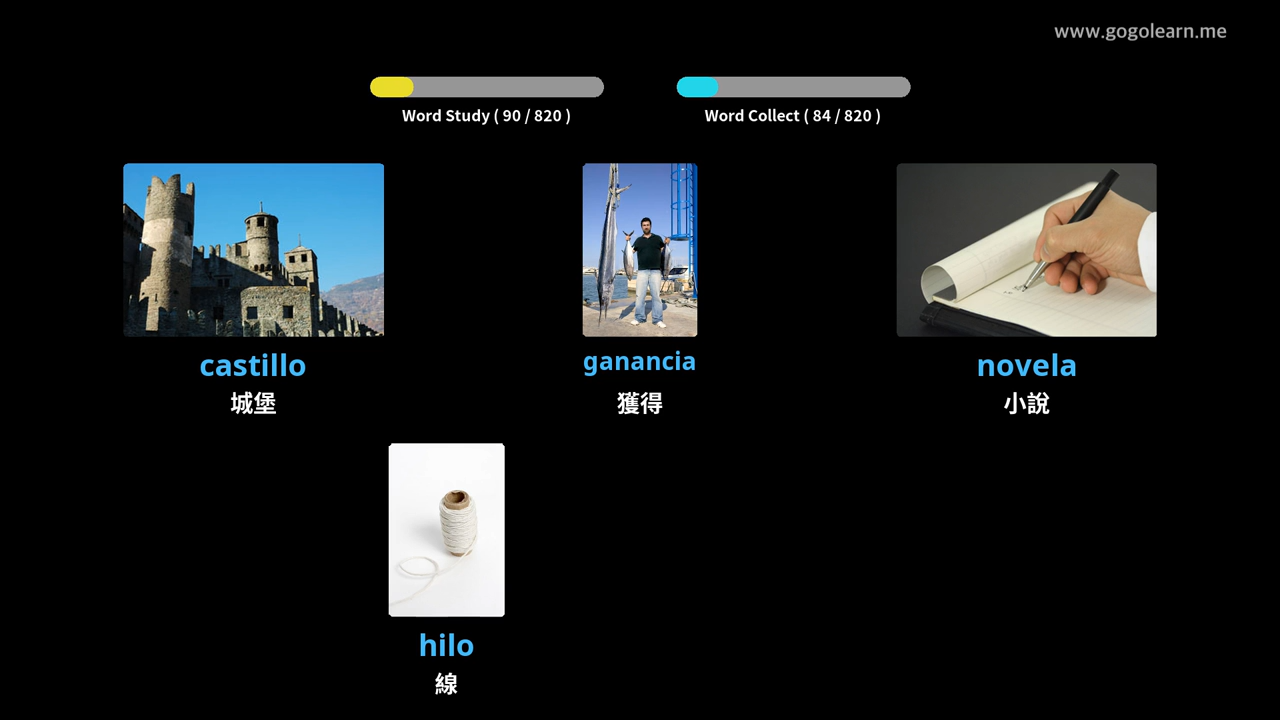 www.gogolearn.me
Word Study ( 90 / 820 )
Word Collect ( 84 / 820 )
castillo
城堡
ganancia
獲得
novela
小說
hilo
線